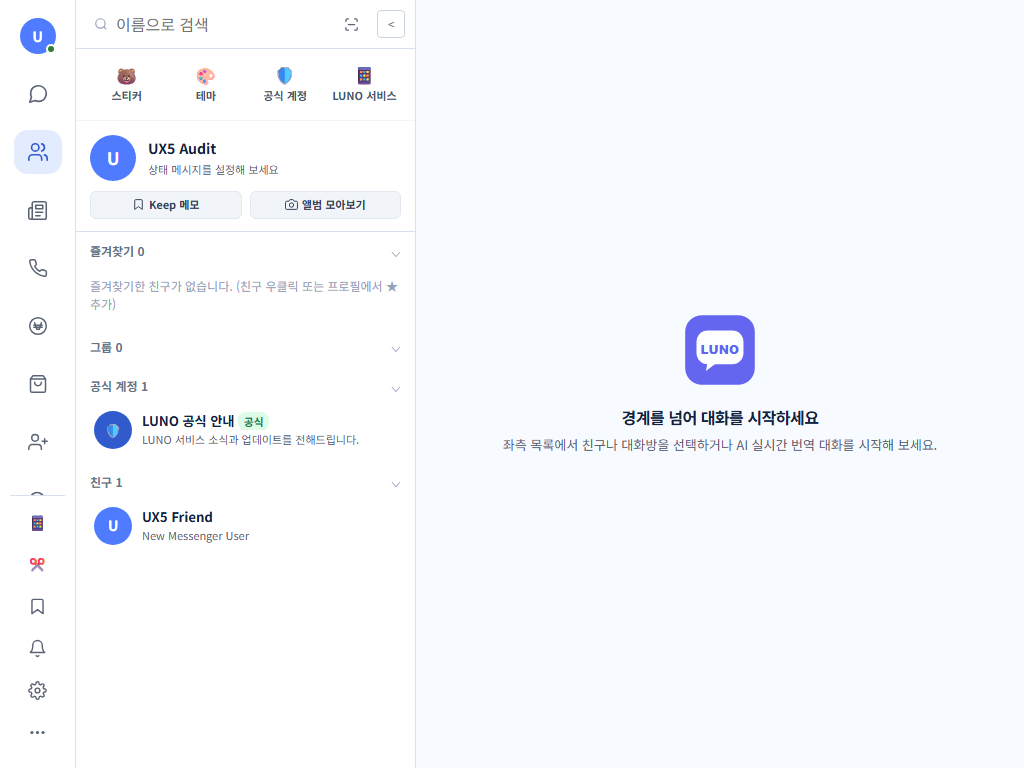 U
이름으로 검색
<
스티커
테마
공식 계정
LUNO 서비스
U
UX5 Audit
상태 메시지를 설정해 보세요
Keep 메모
앨범 모아보기
즐겨찾기 0
즐겨찾기한 친구가 없습니다. (친구 우클릭 또는 프로필에서 ★
추가)
그룹 0
공식 계정 1
LUNO 공식 안내 공식
LUNO 서비스 소식과 업데이트를 전해드립니다.
친구 1
U
UX5 Friend
New Messenger User
LUNO
경계를 넘어 대화를 시작하세요
좌측 목록에서 친구나 대화방을 선택하거나 AI 실시간 번역 대화를 시작해 보세요.